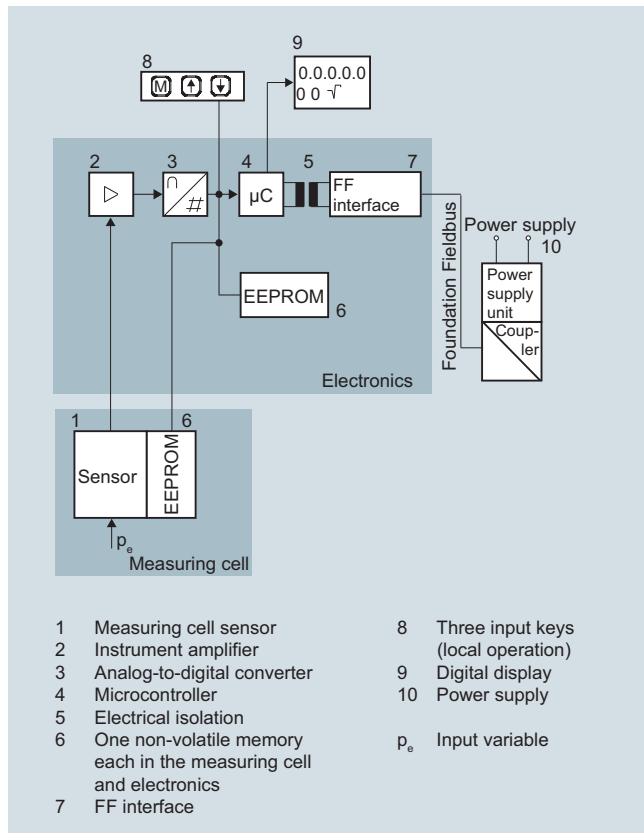 8
9
M
0.0.0.0.0
0 0 √
2
3
4
5
7
∩
#
µC
FF
interface
Foundation Fieldbus
Power supply
10
Power
supply
unit
Coup-
ler
EEPROM
6
Electronics
1
6
Sensor
EEPROM
pe
Measuring cell
1 Measuring cell sensor
2 Instrument amplifier
3 Analog-to-digital converter
4 Microcontroller
5 Electrical isolation
6 One non-volatile memory
each in the measuring cell
and electronics
7 FF interface
8 Three input keys
(local operation)
9 Digital display
10 Power supply
pe Input variable